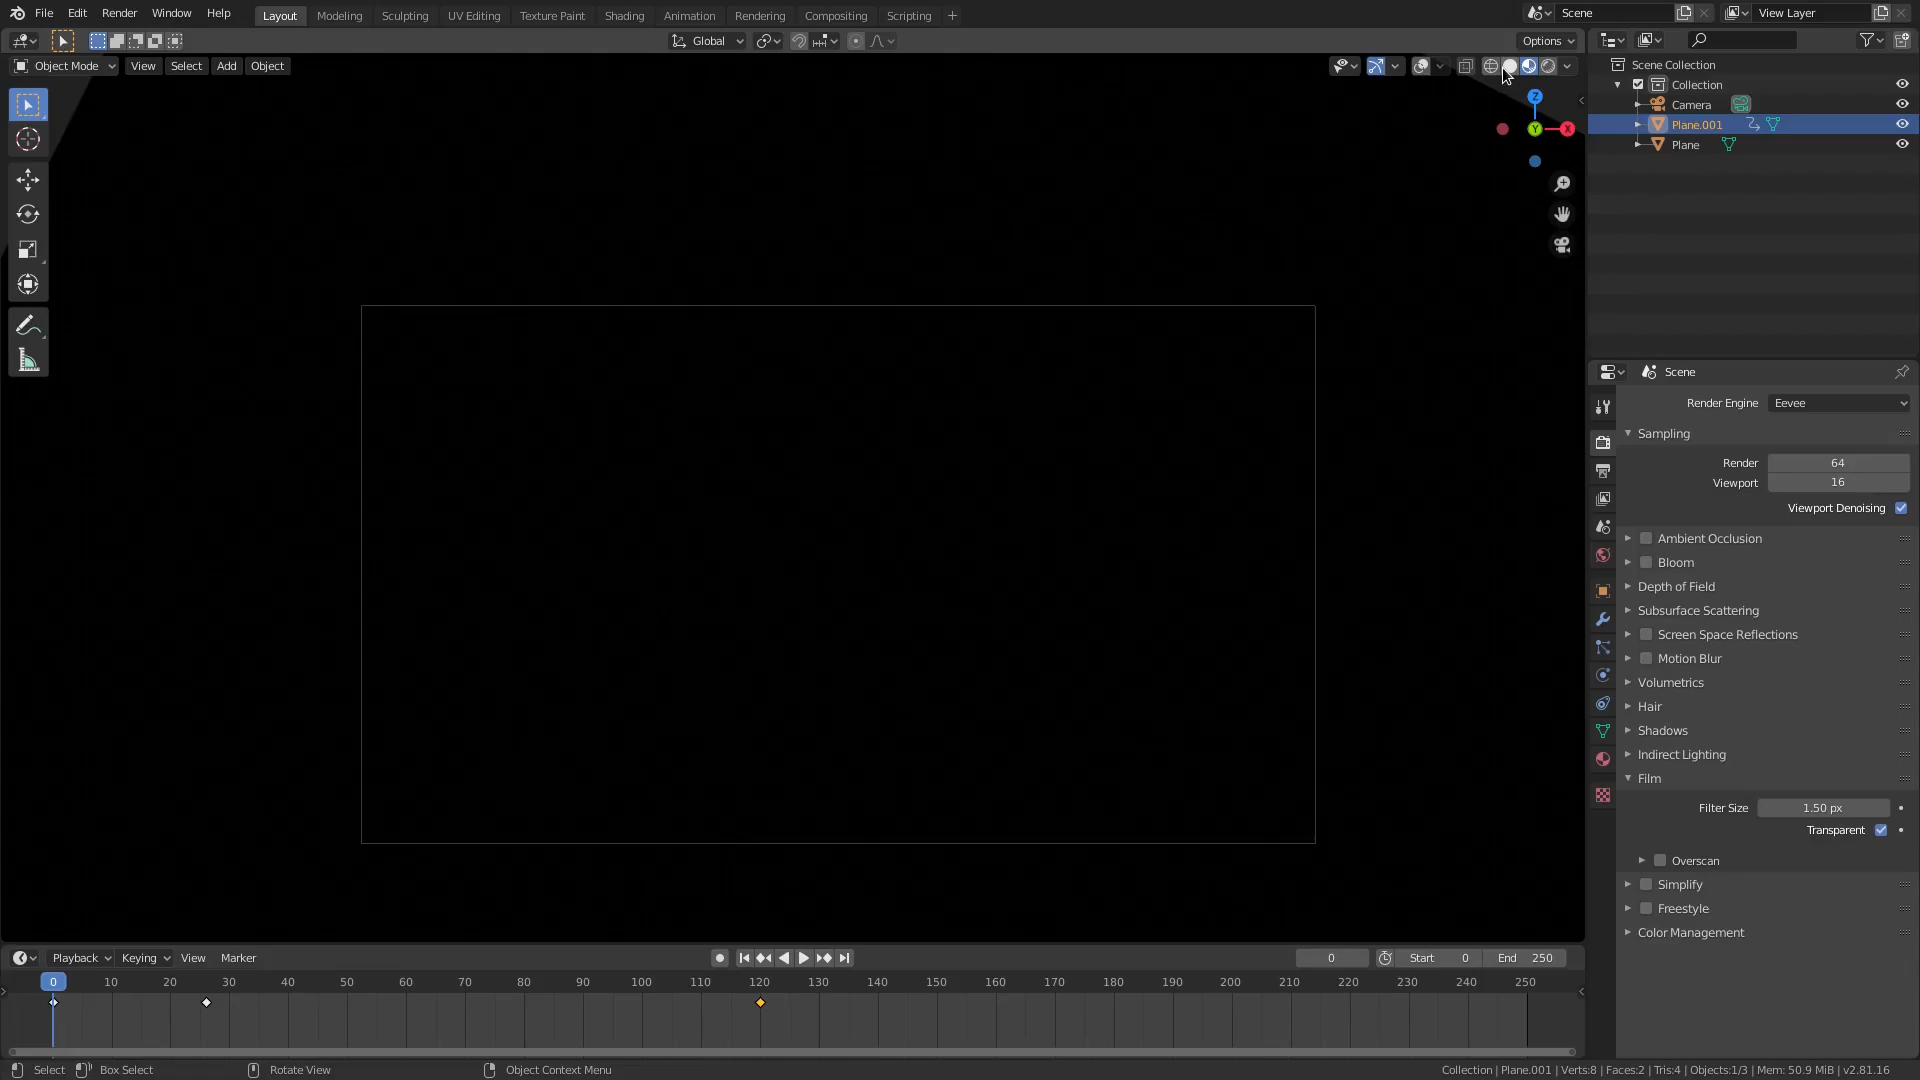 File Edit Render Window Help Layout Modeling Sculpting UV Editing Texture Paint Shading Animation Rendering Compositing Scripting Scene View Layer
Global Options
Object Mode View Select Add Object
Z
Y
X
Scene Collection
Collection
Camera
Plane.001
Plane
Scene
Render Engine Eevee
Sampling
Render 64
Viewport 16
Viewport Denoising
Ambient Occlusion
Bloom
Depth of Field
Subsurface Scattering
Screen Space Reflections
Motion Blur
Volumetrics
Hair
Shadows
Indirect Lighting
Film
Filter Size 1.50 px
Transparent
Overscan
Simplify
Freestyle
Color Management
Playback Keying View Marker 0 Start 0 End 250
0 10 20 30 40 50 60 70 80 90 100 110 120 130 140 150 160 170 180 190 200 210 220 230 240 250
Select Box Select Rotate View Object Context Menu Collection | Plane.001 | Verts:8 | Faces:2 | Tris:4 | Objects:1/3 | Mem: 50.9 MiB | v2.81.16